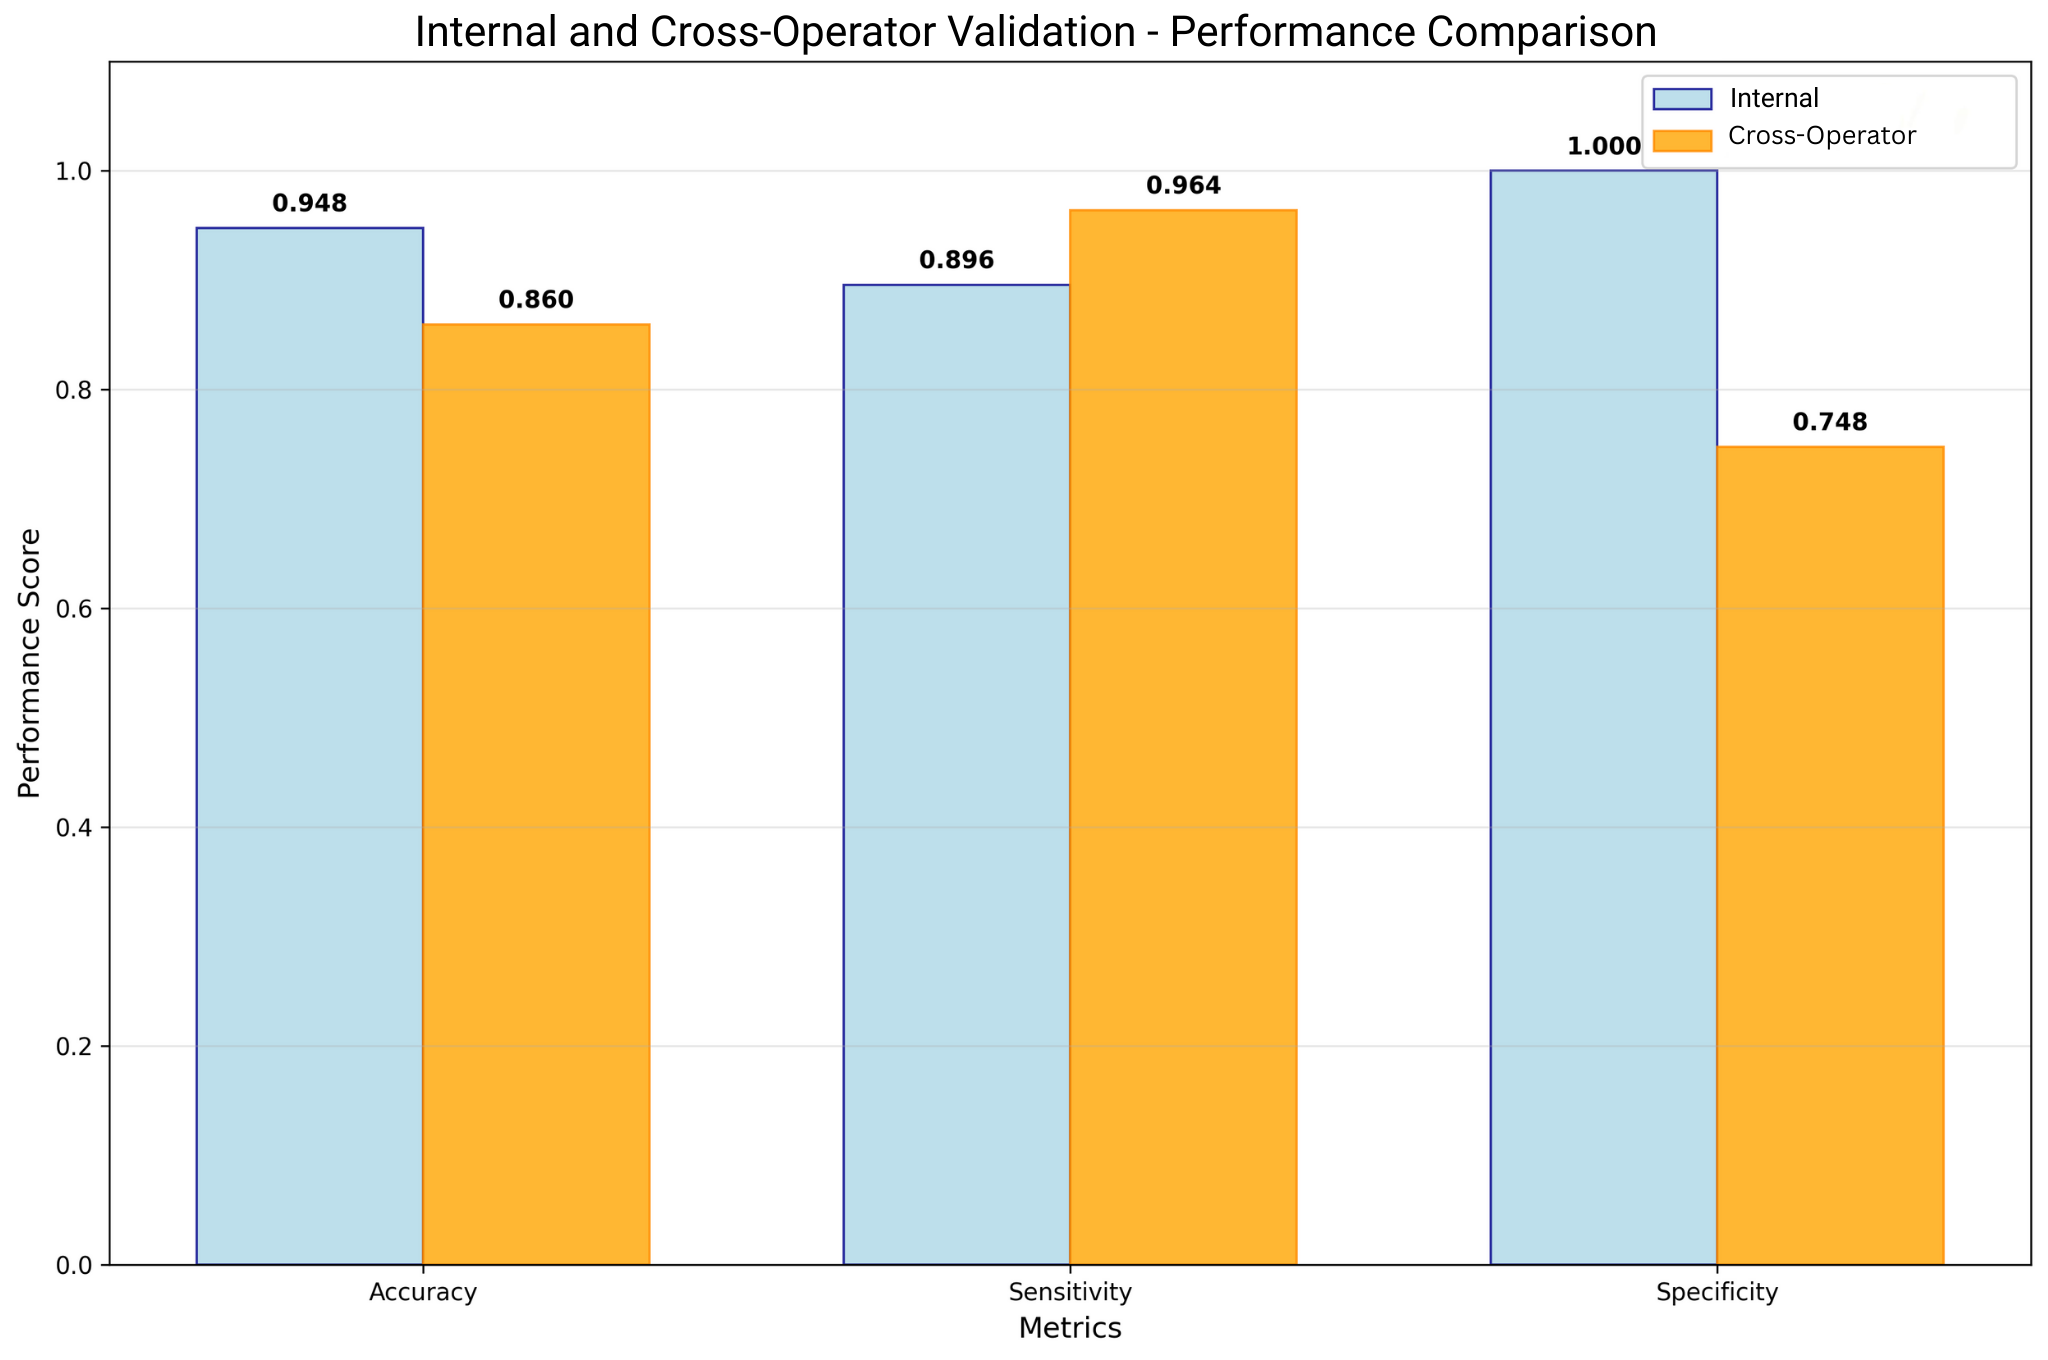 Internal and Cross-Operator Validation - Performance Comparison
Internal
Cross-Operator
1.000
0.948
0.964
0.896
0.860
0.748
1.0
0.8
0.6
0.4
0.2
0.0
Performance Score
Accuracy
Sensitivity
Specificity
Metrics